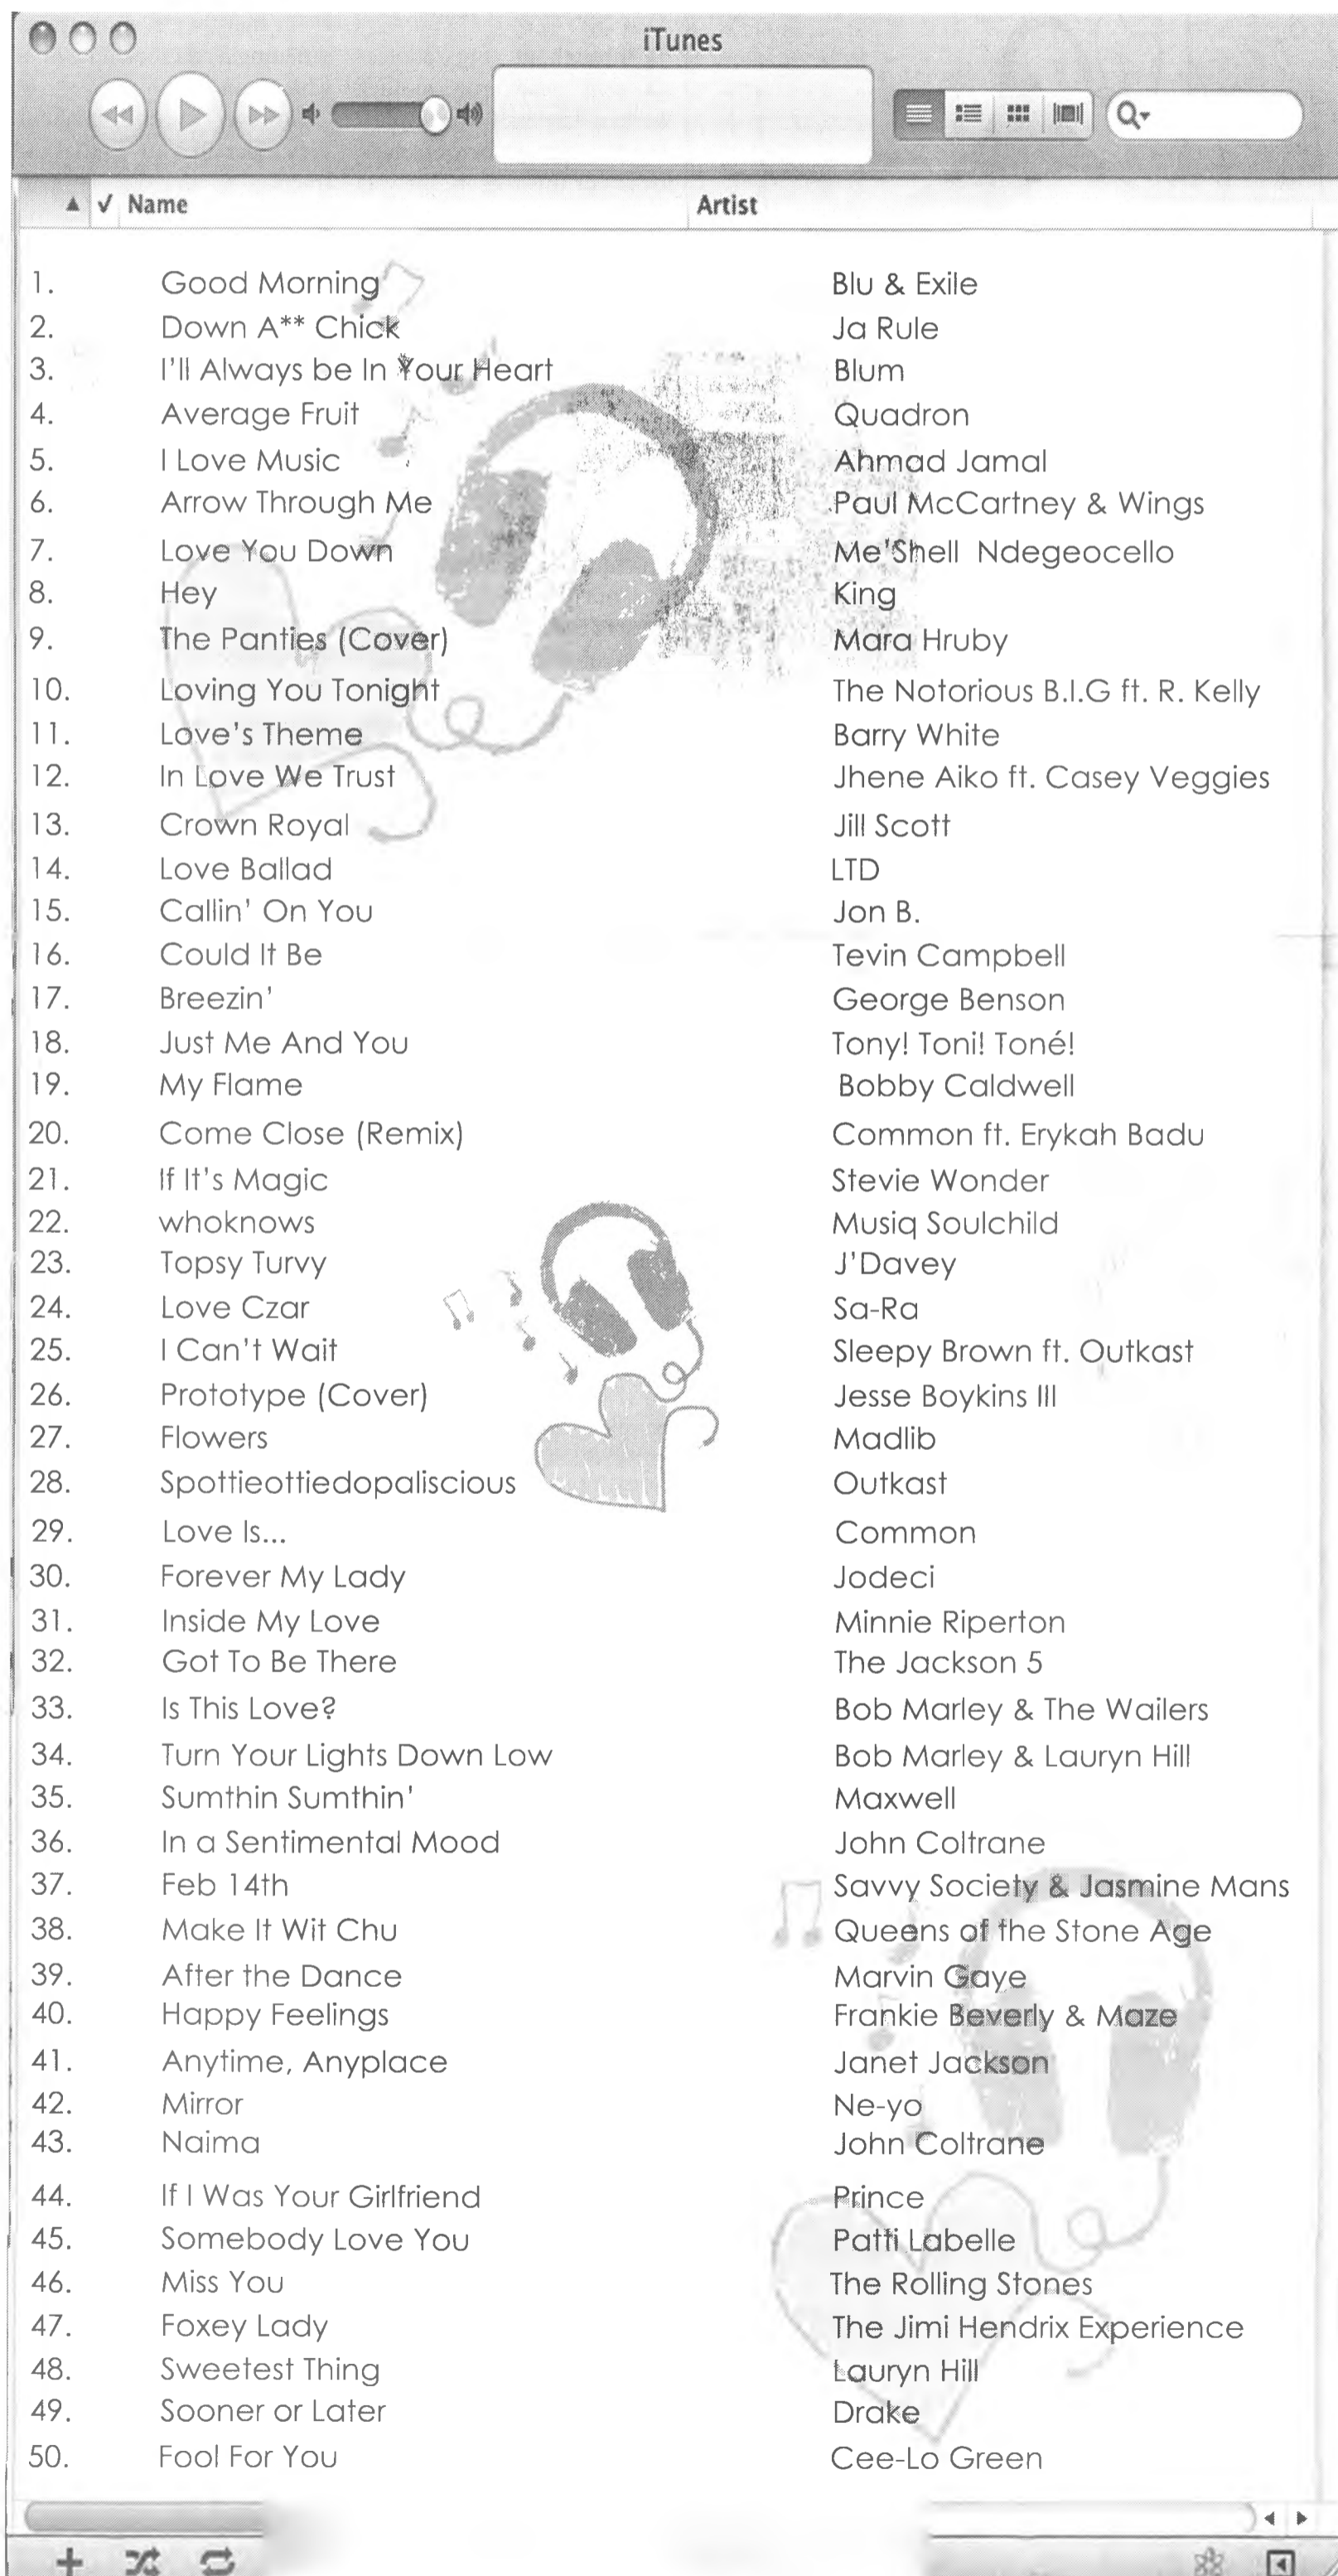 iTunes
Name Artist
1. Good Morning Blu & Exile
2. Down A** Chick Ja Rule
3. I'll Always be In Your Heart Blum
4. Average Fruit Quadron
5. I Love Music Ahmad Jamal
6. Arrow Through Me Paul McCartney & Wings
7. Love You Down Me'Shell Ndegeocello
8. Hey King
9. The Panties (Cover) Mara Hruby
10. Loving You Tonight The Notorious B.I.G ft. R. Kelly
11. Love's Theme Barry White
12. In Love We Trust Jhene Aiko ft. Casey Veggies
13. Crown Royal Jill Scott
14. Love Ballad LTD
15. Callin' On You Jon B.
16. Could It Be Tevin Campbell
17. Breezin' George Benson
18. Just Me And You Tony! Toni! Toné!
19. My Flame Bobby Caldwell
20. Come Close (Remix) Common ft. Erykah Badu
21. If It's Magic Stevie Wonder
22. whoknows Musiq Soulchild
23. Topsy Turvy J'Davey
24. Love Czar Sa-Ra
25. I Can't Wait Sleepy Brown ft. Outkast
26. Prototype (Cover) Jesse Boykins III
27. Flowers Madlib
28. Spottieottiedopaliscious Outkast
29. Love Is... Common
30. Forever My Lady Jodeci
31. Inside My Love Minnie Riperton
32. Got To Be There The Jackson 5
33. Is This Love? Bob Marley & The Wailers
34. Turn Your Lights Down Low Bob Marley & Lauryn Hill
35. Sumthin Sumthin' Maxwell
36. In a Sentimental Mood John Coltrane
37. Feb 14th Savvy Society & Jasmine Mans
38. Make It Wit Chu Queens of the Stone Age
39. After the Dance Marvin Gaye
40. Happy Feelings Frankie Beverly & Maze
41. Anytime, Anyplace Janet Jackson
42. Mirror Ne-yo
43. Naima John Coltrane
44. If I Was Your Girlfriend Prince
45. Somebody Love You Patti Labelle
46. Miss You The Rolling Stones
47. Foxey Lady The Jimi Hendrix Experience
48. Sweetest Thing Lauryn Hill
49. Sooner or Later Drake
50. Fool For You Cee-Lo Green